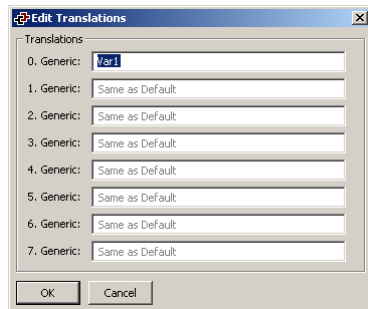 Edit Translations
Translations
0. Generic: Var1
1. Generic: Same as Default
2. Generic: Same as Default
3. Generic: Same as Default
4. Generic: Same as Default
5. Generic: Same as Default
6. Generic: Same as Default
7. Generic: Same as Default
OK Cancel